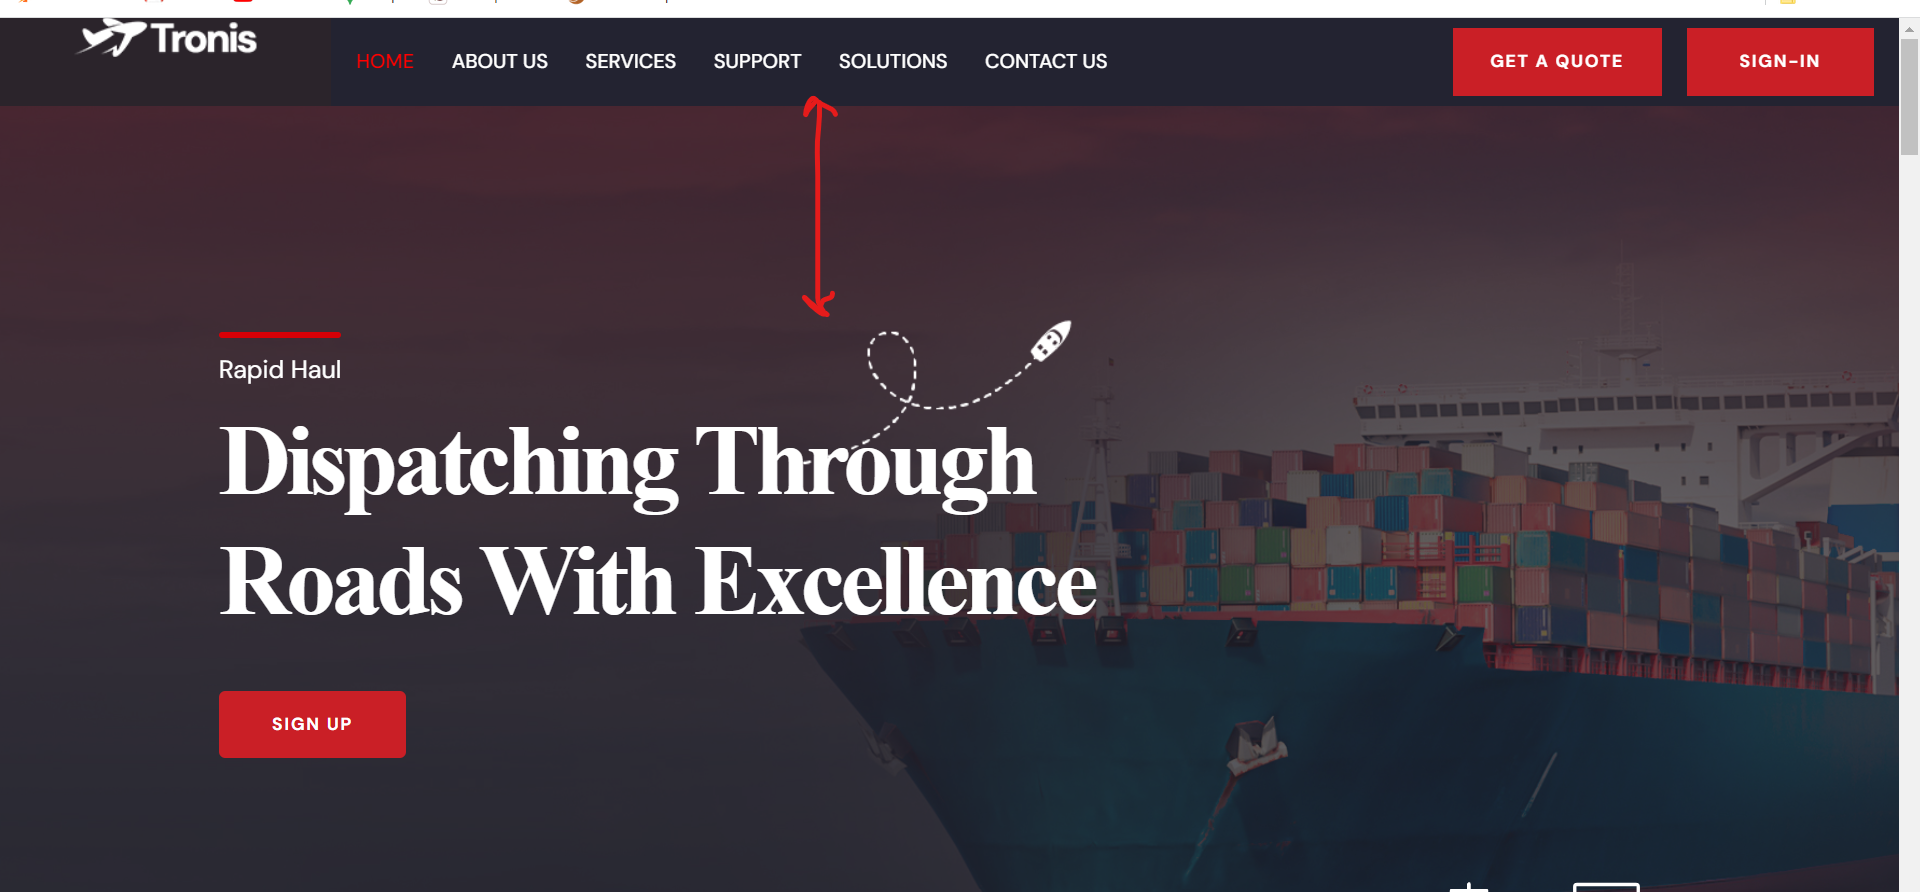 Tronis
HOME ABOUT US SERVICES SUPPORT SOLUTIONS CONTACT US GET A QUOTE SIGN-IN
Rapid Haul
Dispatching Through
Roads With Excellence
SIGN UP